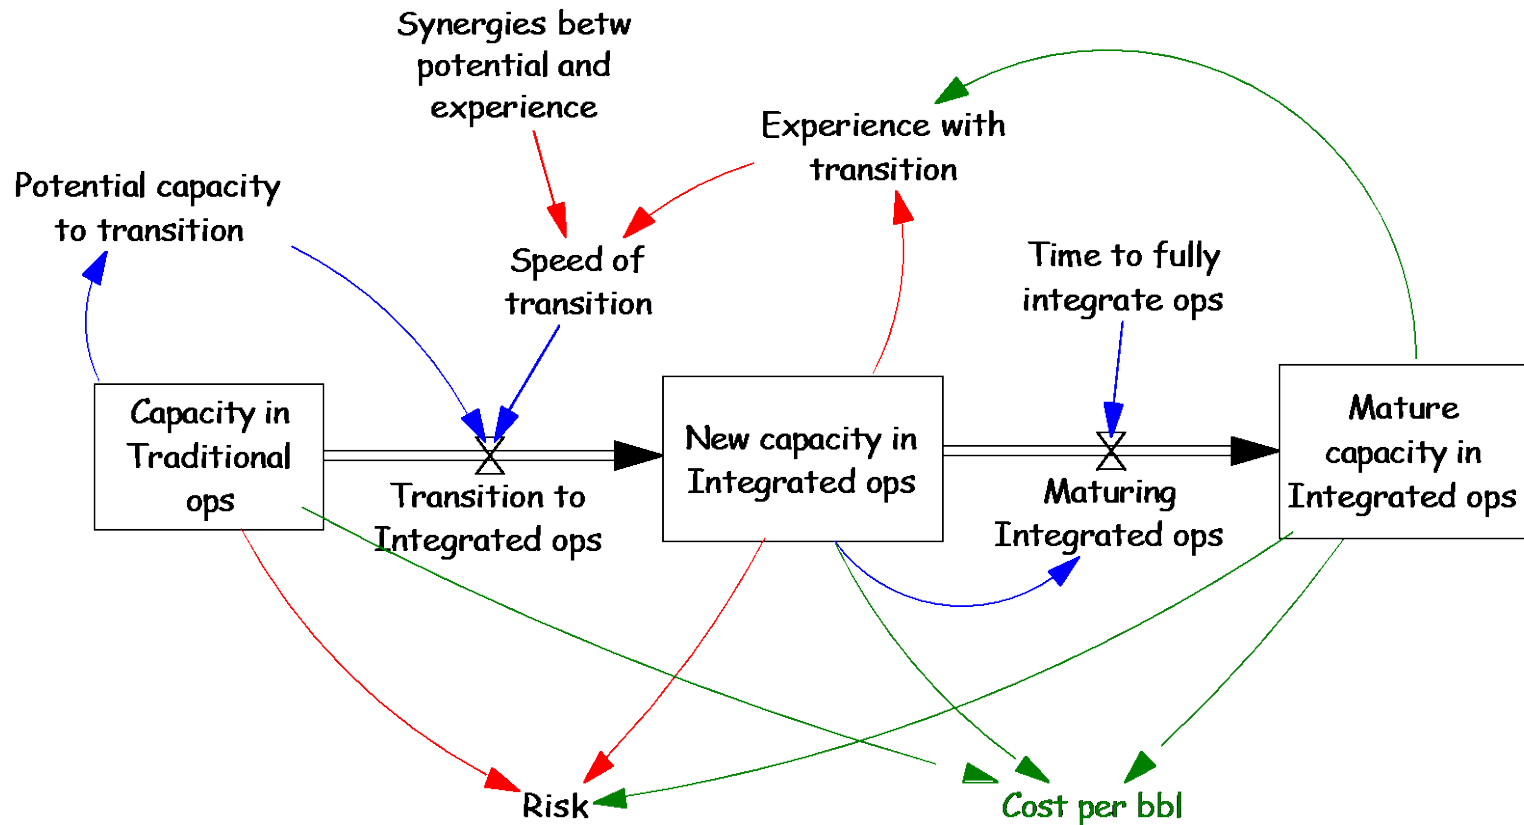 Synergies betw
potential and
experience
Experience with
transition
Potential capacity
to transition
Speed of
transition
Time to fully
integrate ops
Capacity in
Traditional
ops
New capacity in
Integrated ops
Mature
capacity in
Integrated ops
Transition to
Integrated ops
Maturing
Integrated ops
Risk
Cost per bbl